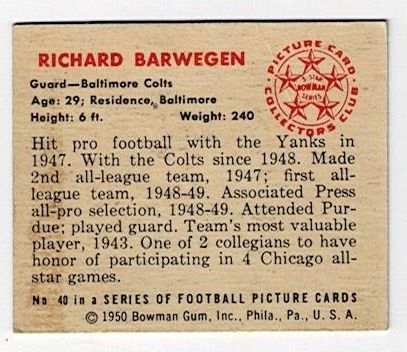 RICHARD BARWEGEN
Guard—Baltimore Colts
Age: 29; Residence, Baltimore
Height: 6 ft. Weight: 240
PICTURE CARD
COLLECTORS CLUB
5-STAR
BOWMAN
SERIES
Hit pro football with the Yanks in
1947. With the Colts since 1948. Made
2nd all-league team, 1947; first all-
league team, 1948-49. Associated Press
all-pro selection, 1948-49. Attended Pur-
due; played guard. Team's most valuable
player, 1943. One of 2 collegians to have
honor of participating in 4 Chicago all-
star games.
No 40 in a SERIES OF FOOTBALL PICTURE CARDS
©1950 Bowman Gum, Inc., Phila., Pa., U. S. A.